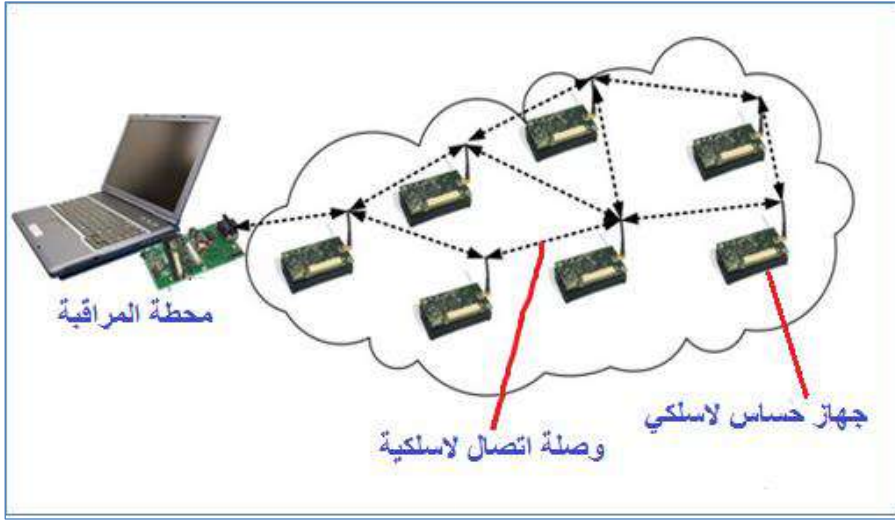 محطة المراقبة
جهاز حساس لاسلكي
وصلة اتصال لاسلكية